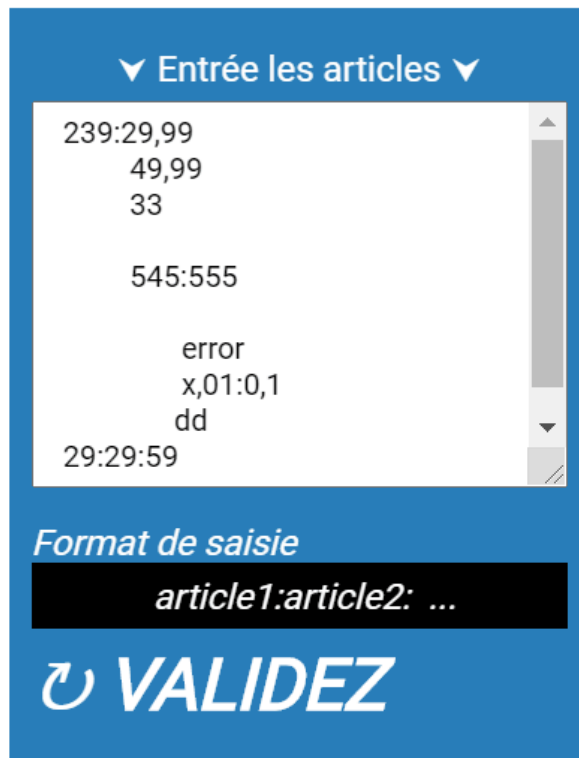 Entrée les articles
239:29,99
49,99
33
545:555
error
x,01:0,1
dd
29:29:59
Format de saisie
article1:article2: ...
↻ VALIDEZ